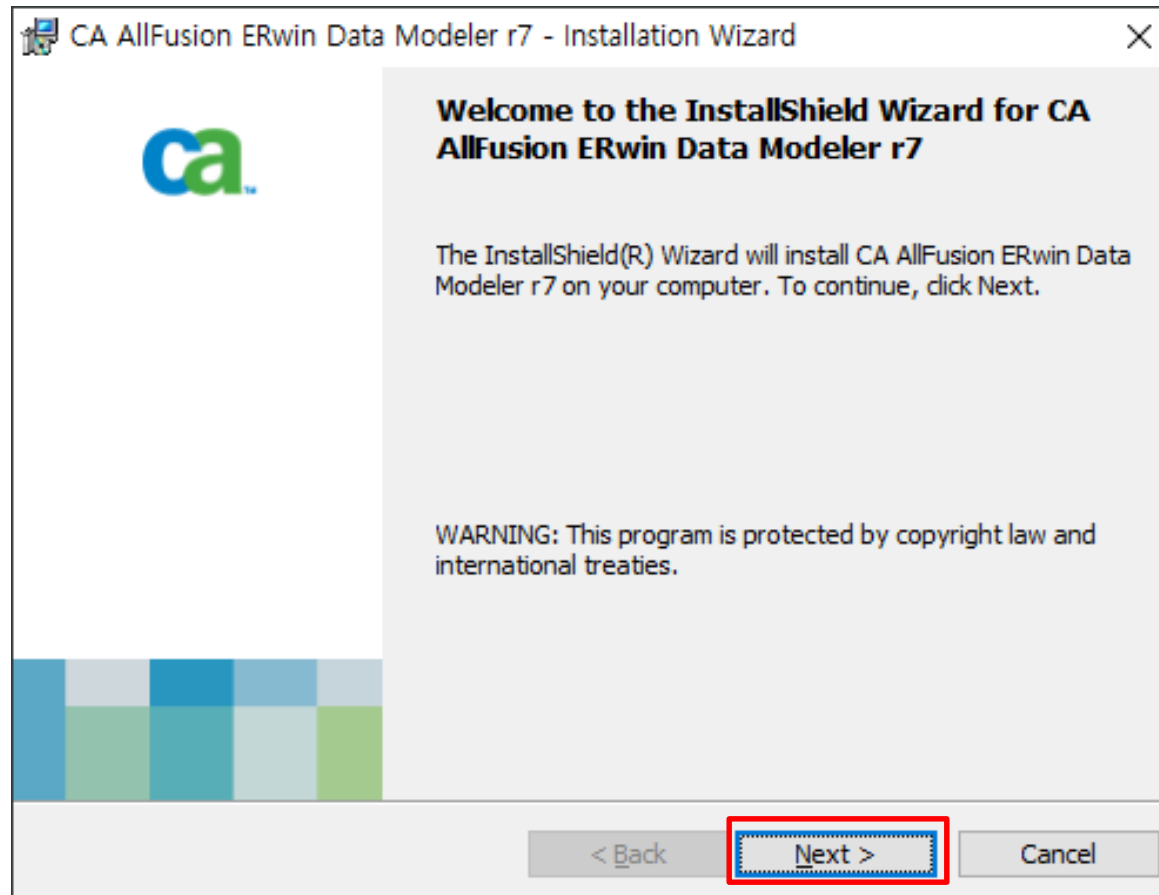 CA AllFusion ERwin Data Modeler r7 - Installation Wizard
ca
TM
Welcome to the InstallShield Wizard for CA
AllFusion ERwin Data Modeler r7
The InstallShield(R) Wizard will install CA AllFusion ERwin Data
Modeler r7 on your computer. To continue, click Next.
WARNING: This program is protected by copyright law and
international treaties.
< Back
Next >
Cancel